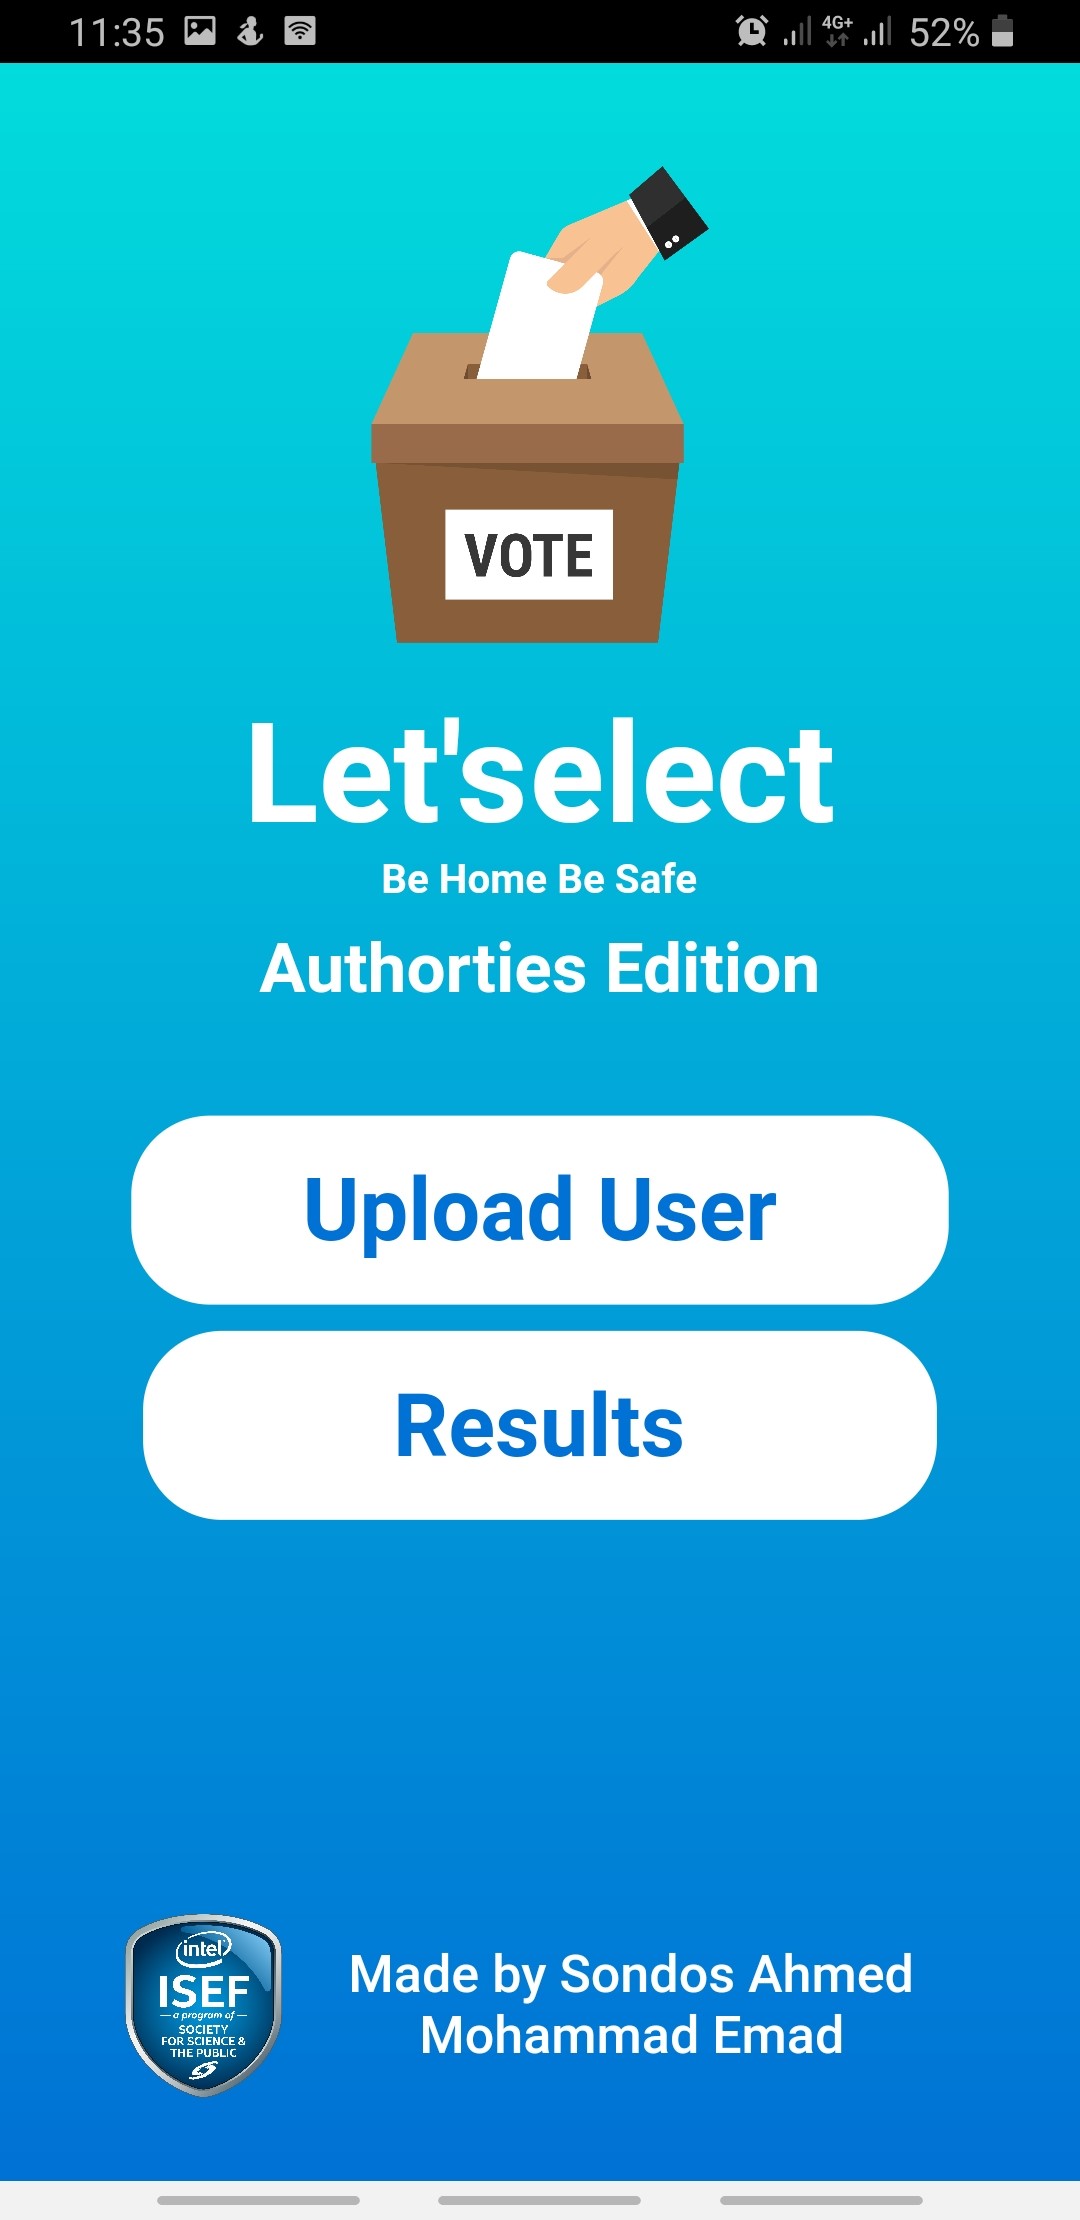 11:35 4G+ 52%
VOTE
Let'select
Be Home Be Safe
Authorties Edition
Upload User
Results
intel
ISEF
a program of
SOCIETY
FOR SCIENCE &
THE PUBLIC
Made by Sondos Ahmed
Mohammad Emad